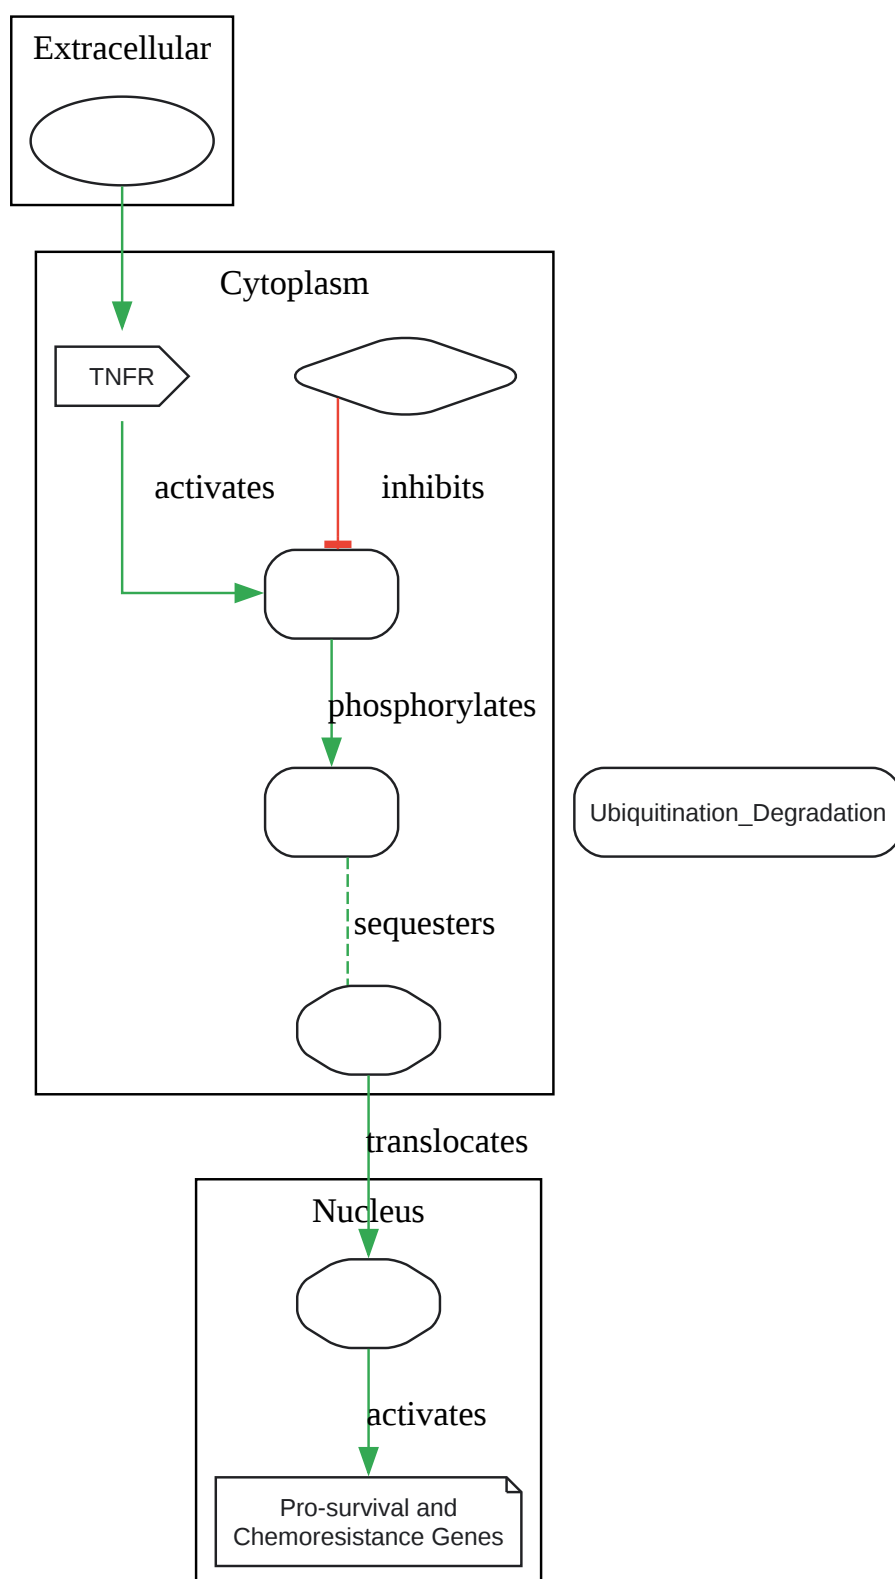 Extracellular
Cytoplasm
TNFR
activates
inhibits
phosphorylates
Ubiquitination_Degradation
sequesters
translocates
Nucleus
activates
Pro-survival and
Chemoresistance Genes